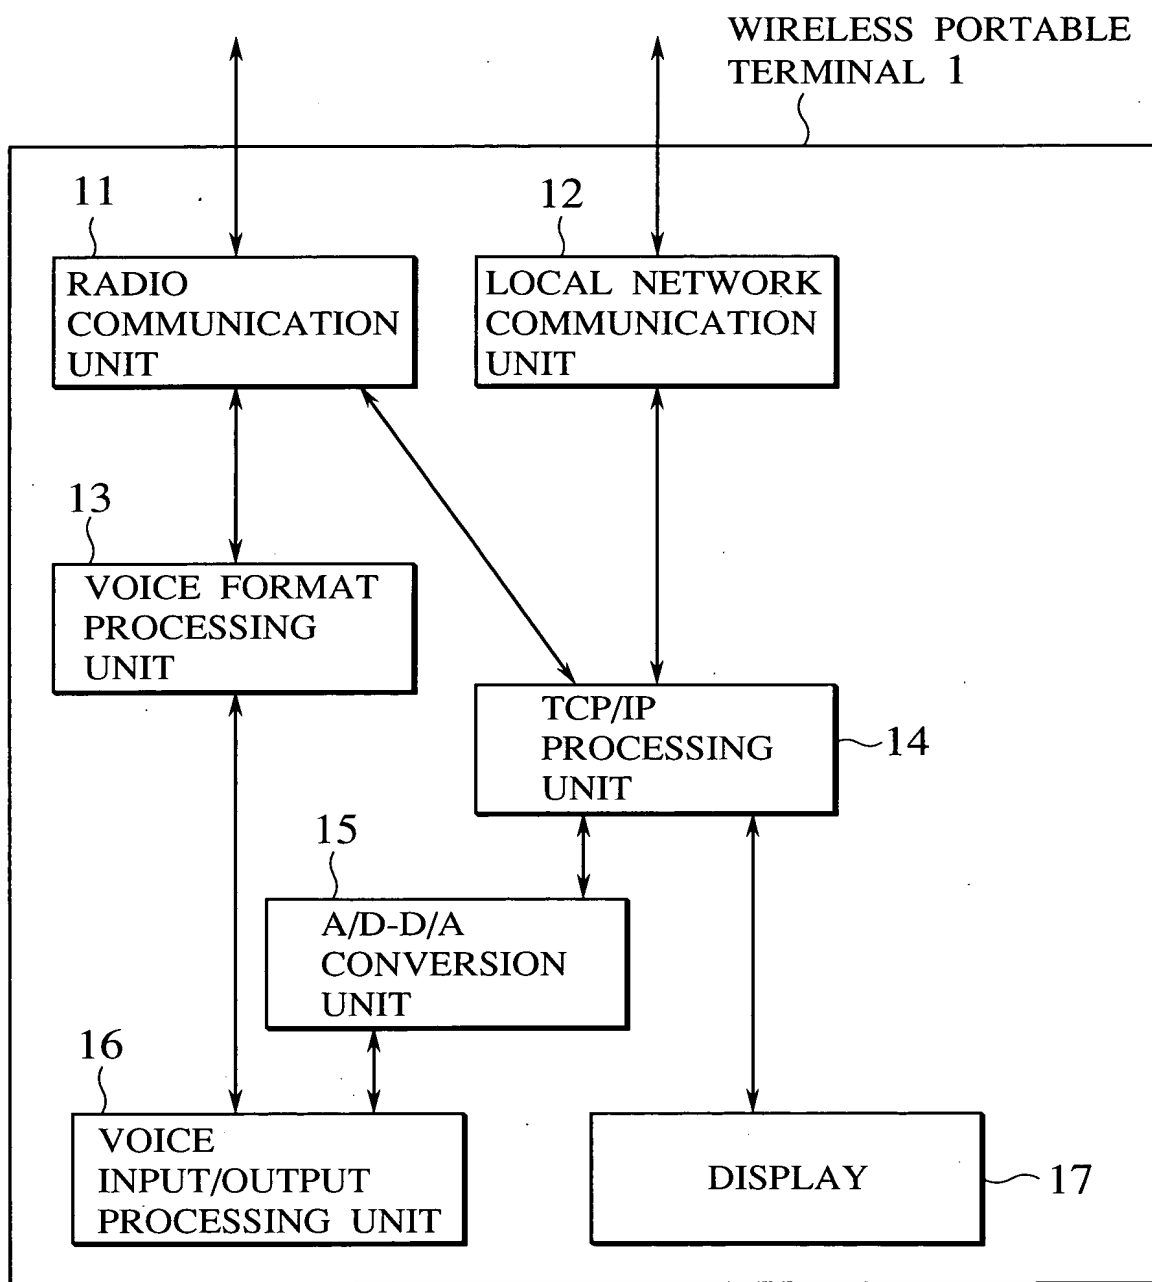 WIRELESS PORTABLE
TERMINAL 1
11
12
RADIO
COMMUNICATION
UNIT
LOCAL NETWORK
COMMUNICATION
UNIT
13
VOICE FORMAT
PROCESSING
UNIT
TCP/IP
PROCESSING
UNIT
14
15
A/D-D/A
CONVERSION
UNIT
16
VOICE
INPUT/OUTPUT
PROCESSING UNIT
DISPLAY
17